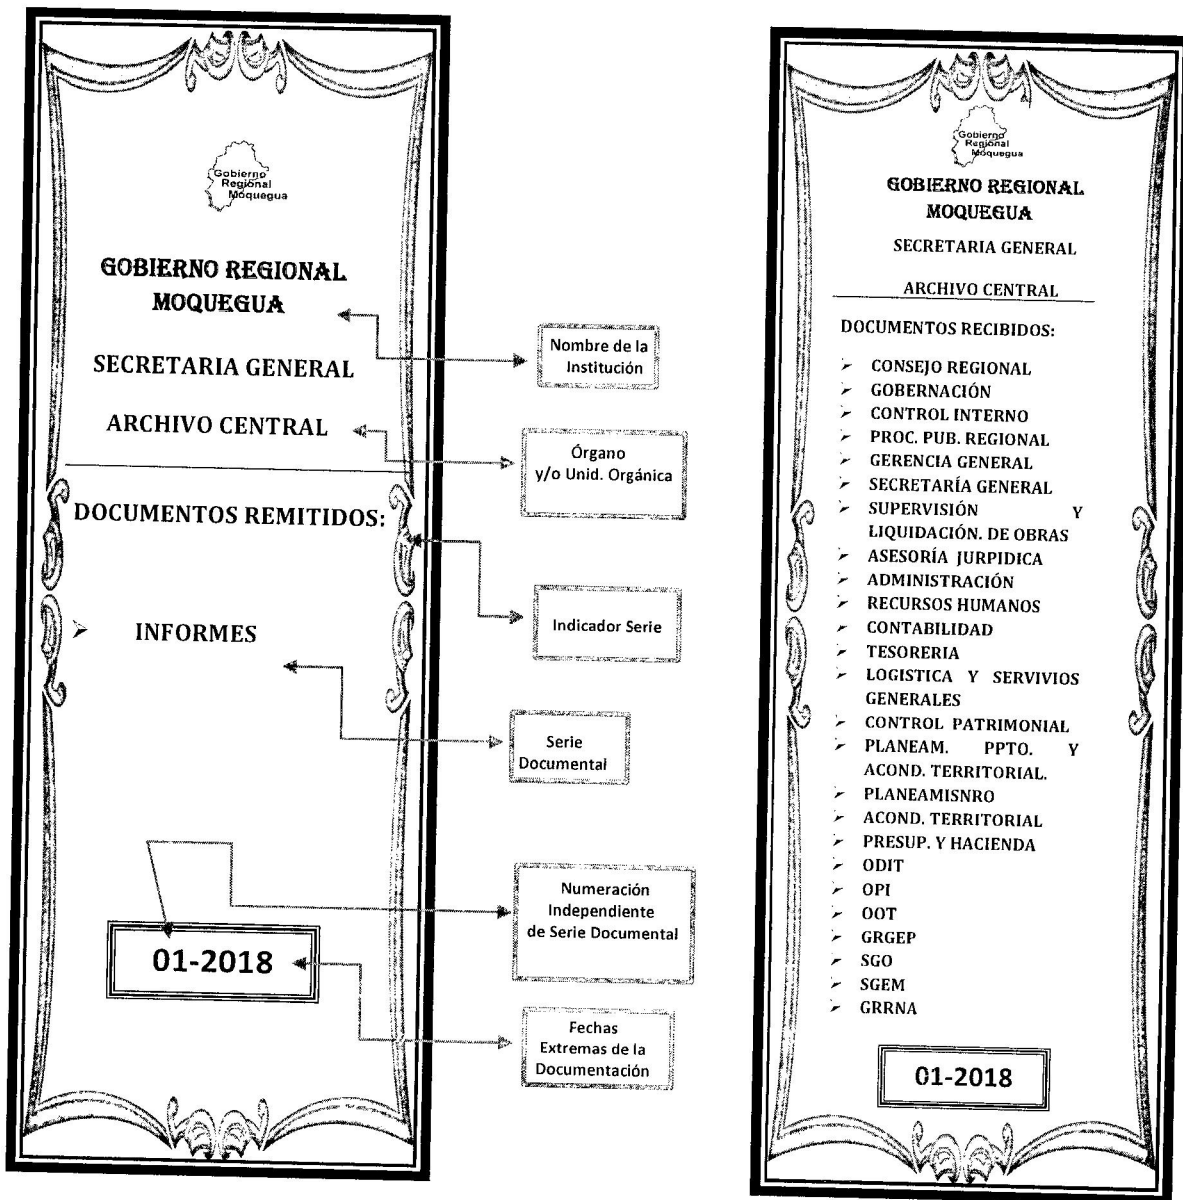 Gobierno
Regional
Moquegua
GOBIERNO REGIONAL
MOQUEGUA
SECRETARIA GENERAL
ARCHIVO CENTRAL
DOCUMENTOS REMITIDOS:
➢ INFORMES
01-2018
Nombre de la
Institución
Órgano
y/o Unid. Orgánica
Indicador Serie
Serie
Documental
Numeración
Independiente
de Serie Documental
Fechas
Extremas de la
Documentación
Gobierno
Regional
Moquegua
GOBIERNO REGIONAL
MOQUEGUA
SECRETARIA GENERAL
ARCHIVO CENTRAL
DOCUMENTOS RECIBIDOS:
➢ CONSEJO REGIONAL
➢ GOBERNACIÓN
➢ CONTROL INTERNO
➢ PROC. PUB. REGIONAL
➢ GERENCIA GENERAL
➢ SECRETARÍA GENERAL
➢ SUPERVISIÓN Y
LIQUIDACIÓN. DE OBRAS
➢ ASESORÍA JURPIDICA
➢ ADMINISTRACIÓN
➢ RECURSOS HUMANOS
➢ CONTABILIDAD
➢ TESORERIA
➢ LOGISTICA Y SERVIVIOS
GENERALES
➢ CONTROL PATRIMONIAL
➢ PLANEAM. PPTO. Y
ACOND. TERRITORIAL.
➢ PLANEAMISNRO
➢ ACOND. TERRITORIAL
➢ PRESUP. Y HACIENDA
➢ ODIT
➢ OPI
➢ OOT
➢ GRGEP
➢ SGO
➢ SGEM
➢ GRRNA
01-2018